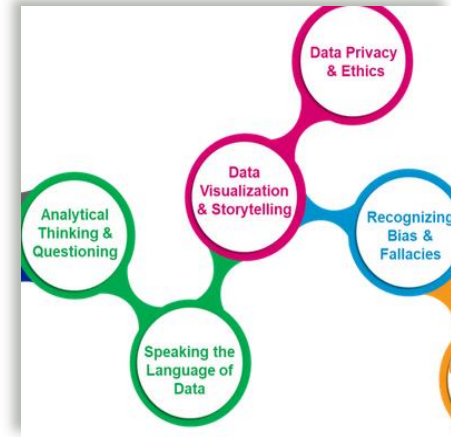 Data Privacy
& Ethics
Data
Visualization
& Storytelling
Analytical
Thinking &
Questioning
Recognizing
Bias &
Fallacies
Speaking the
Language of
Data